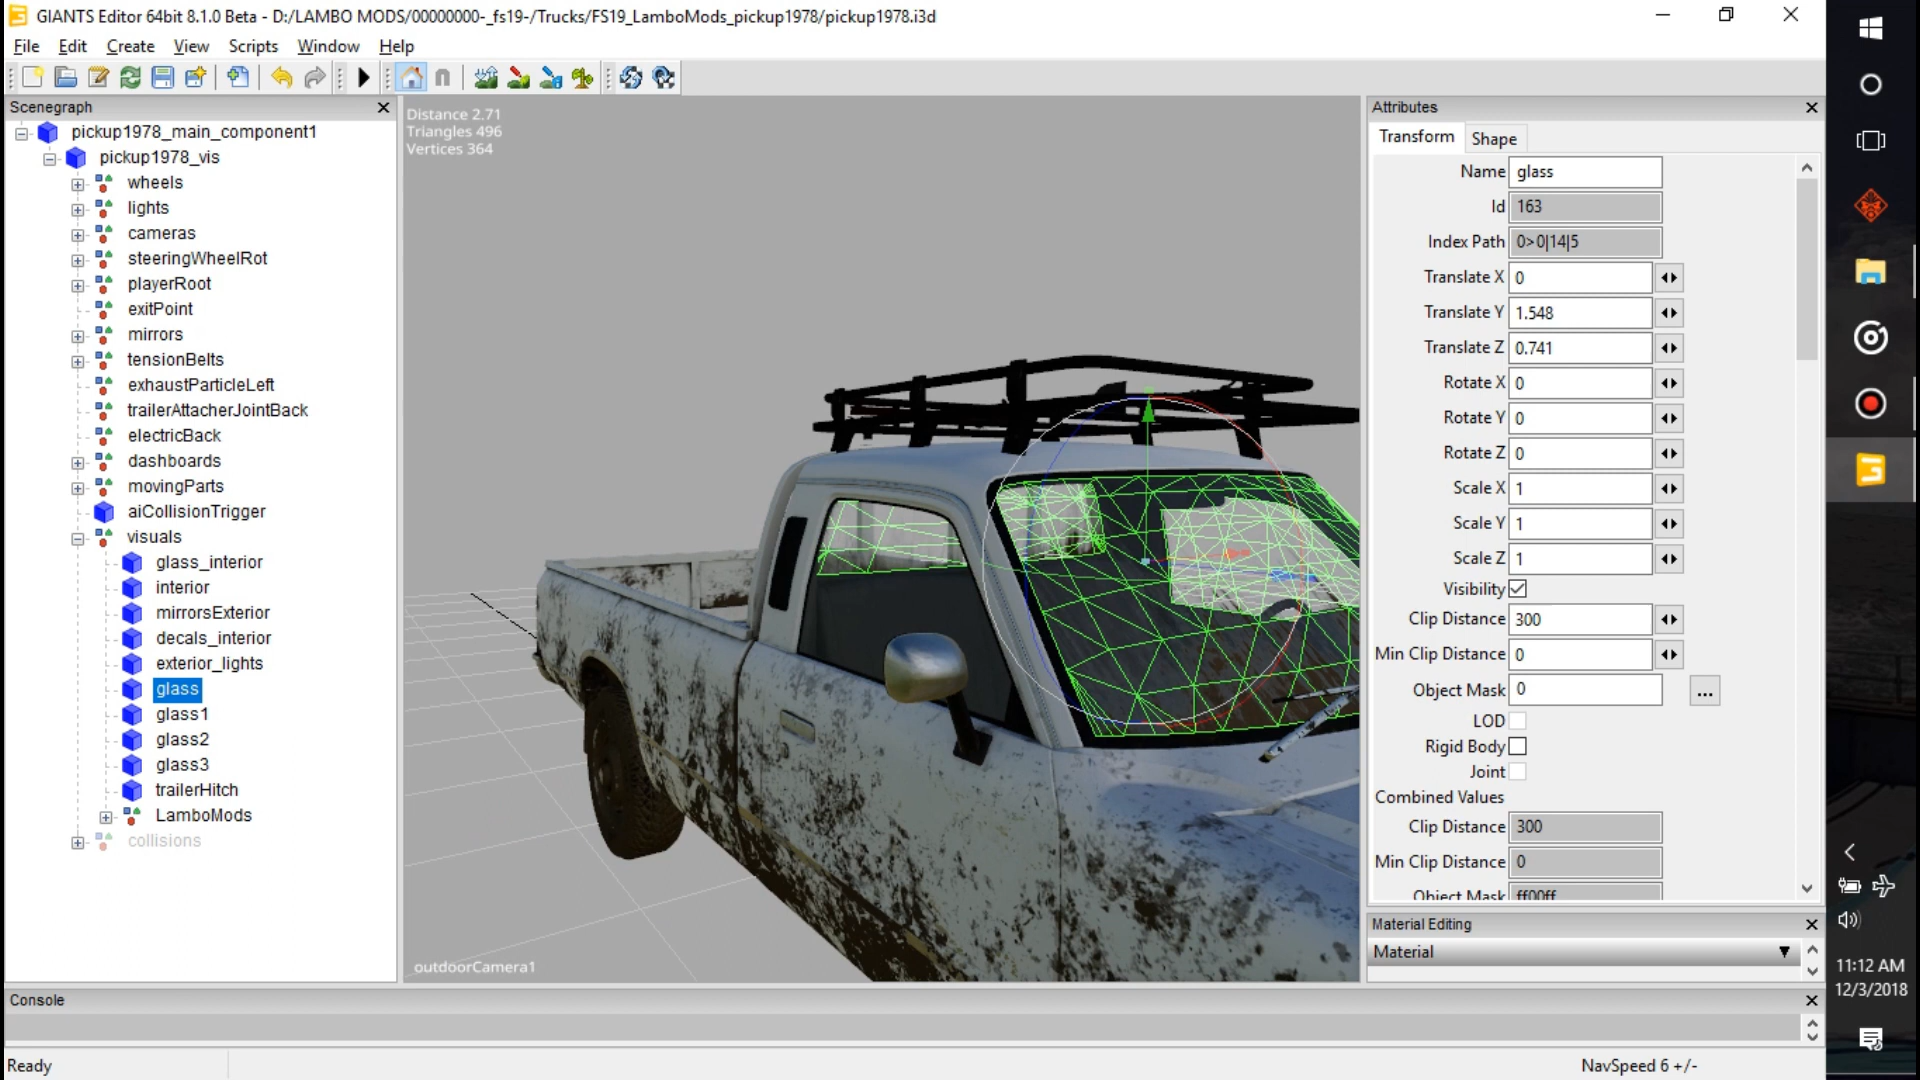 GIANTS Editor 64bit 8.1.0 Beta - D:/LAMBO MODS/00000000-_fs19-/Trucks/FS19_LamboMods_pickup1978/pickup1978.i3d
File Edit Create View Scripts Window Help
Scenegraph
pickup1978_main_component1
pickup1978_vis
wheels
lights
cameras
steeringWheelRot
playerRoot
exitPoint
mirrors
tensionBelts
exhaustParticleLeft
trailerAttacherJointBack
electricBack
dashboards
movingParts
aiCollisionTrigger
visuals
glass_interior
interior
mirrorsExterior
decals_interior
exterior_lights
glass
glass1
glass2
glass3
trailerHitch
LamboMods
collisions
Distance 2.71
Triangles 496
Vertices 364
outdoorCamera1
Attributes
Transform Shape
Name glass
Id 163
Index Path 0>0|14|5
Translate X 0
Translate Y 1.548
Translate Z 0.741
Rotate X 0
Rotate Y 0
Rotate Z 0
Scale X 1
Scale Y 1
Scale Z 1
Visibility
Clip Distance 300
Min Clip Distance 0
Object Mask 0 ...
LOD
Rigid Body
Joint
Combined Values
Clip Distance 300
Min Clip Distance 0
Object Mask ff00ff
Material Editing
Material
Console
Ready
NavSpeed 6 +/-
11:12 AM
12/3/2018